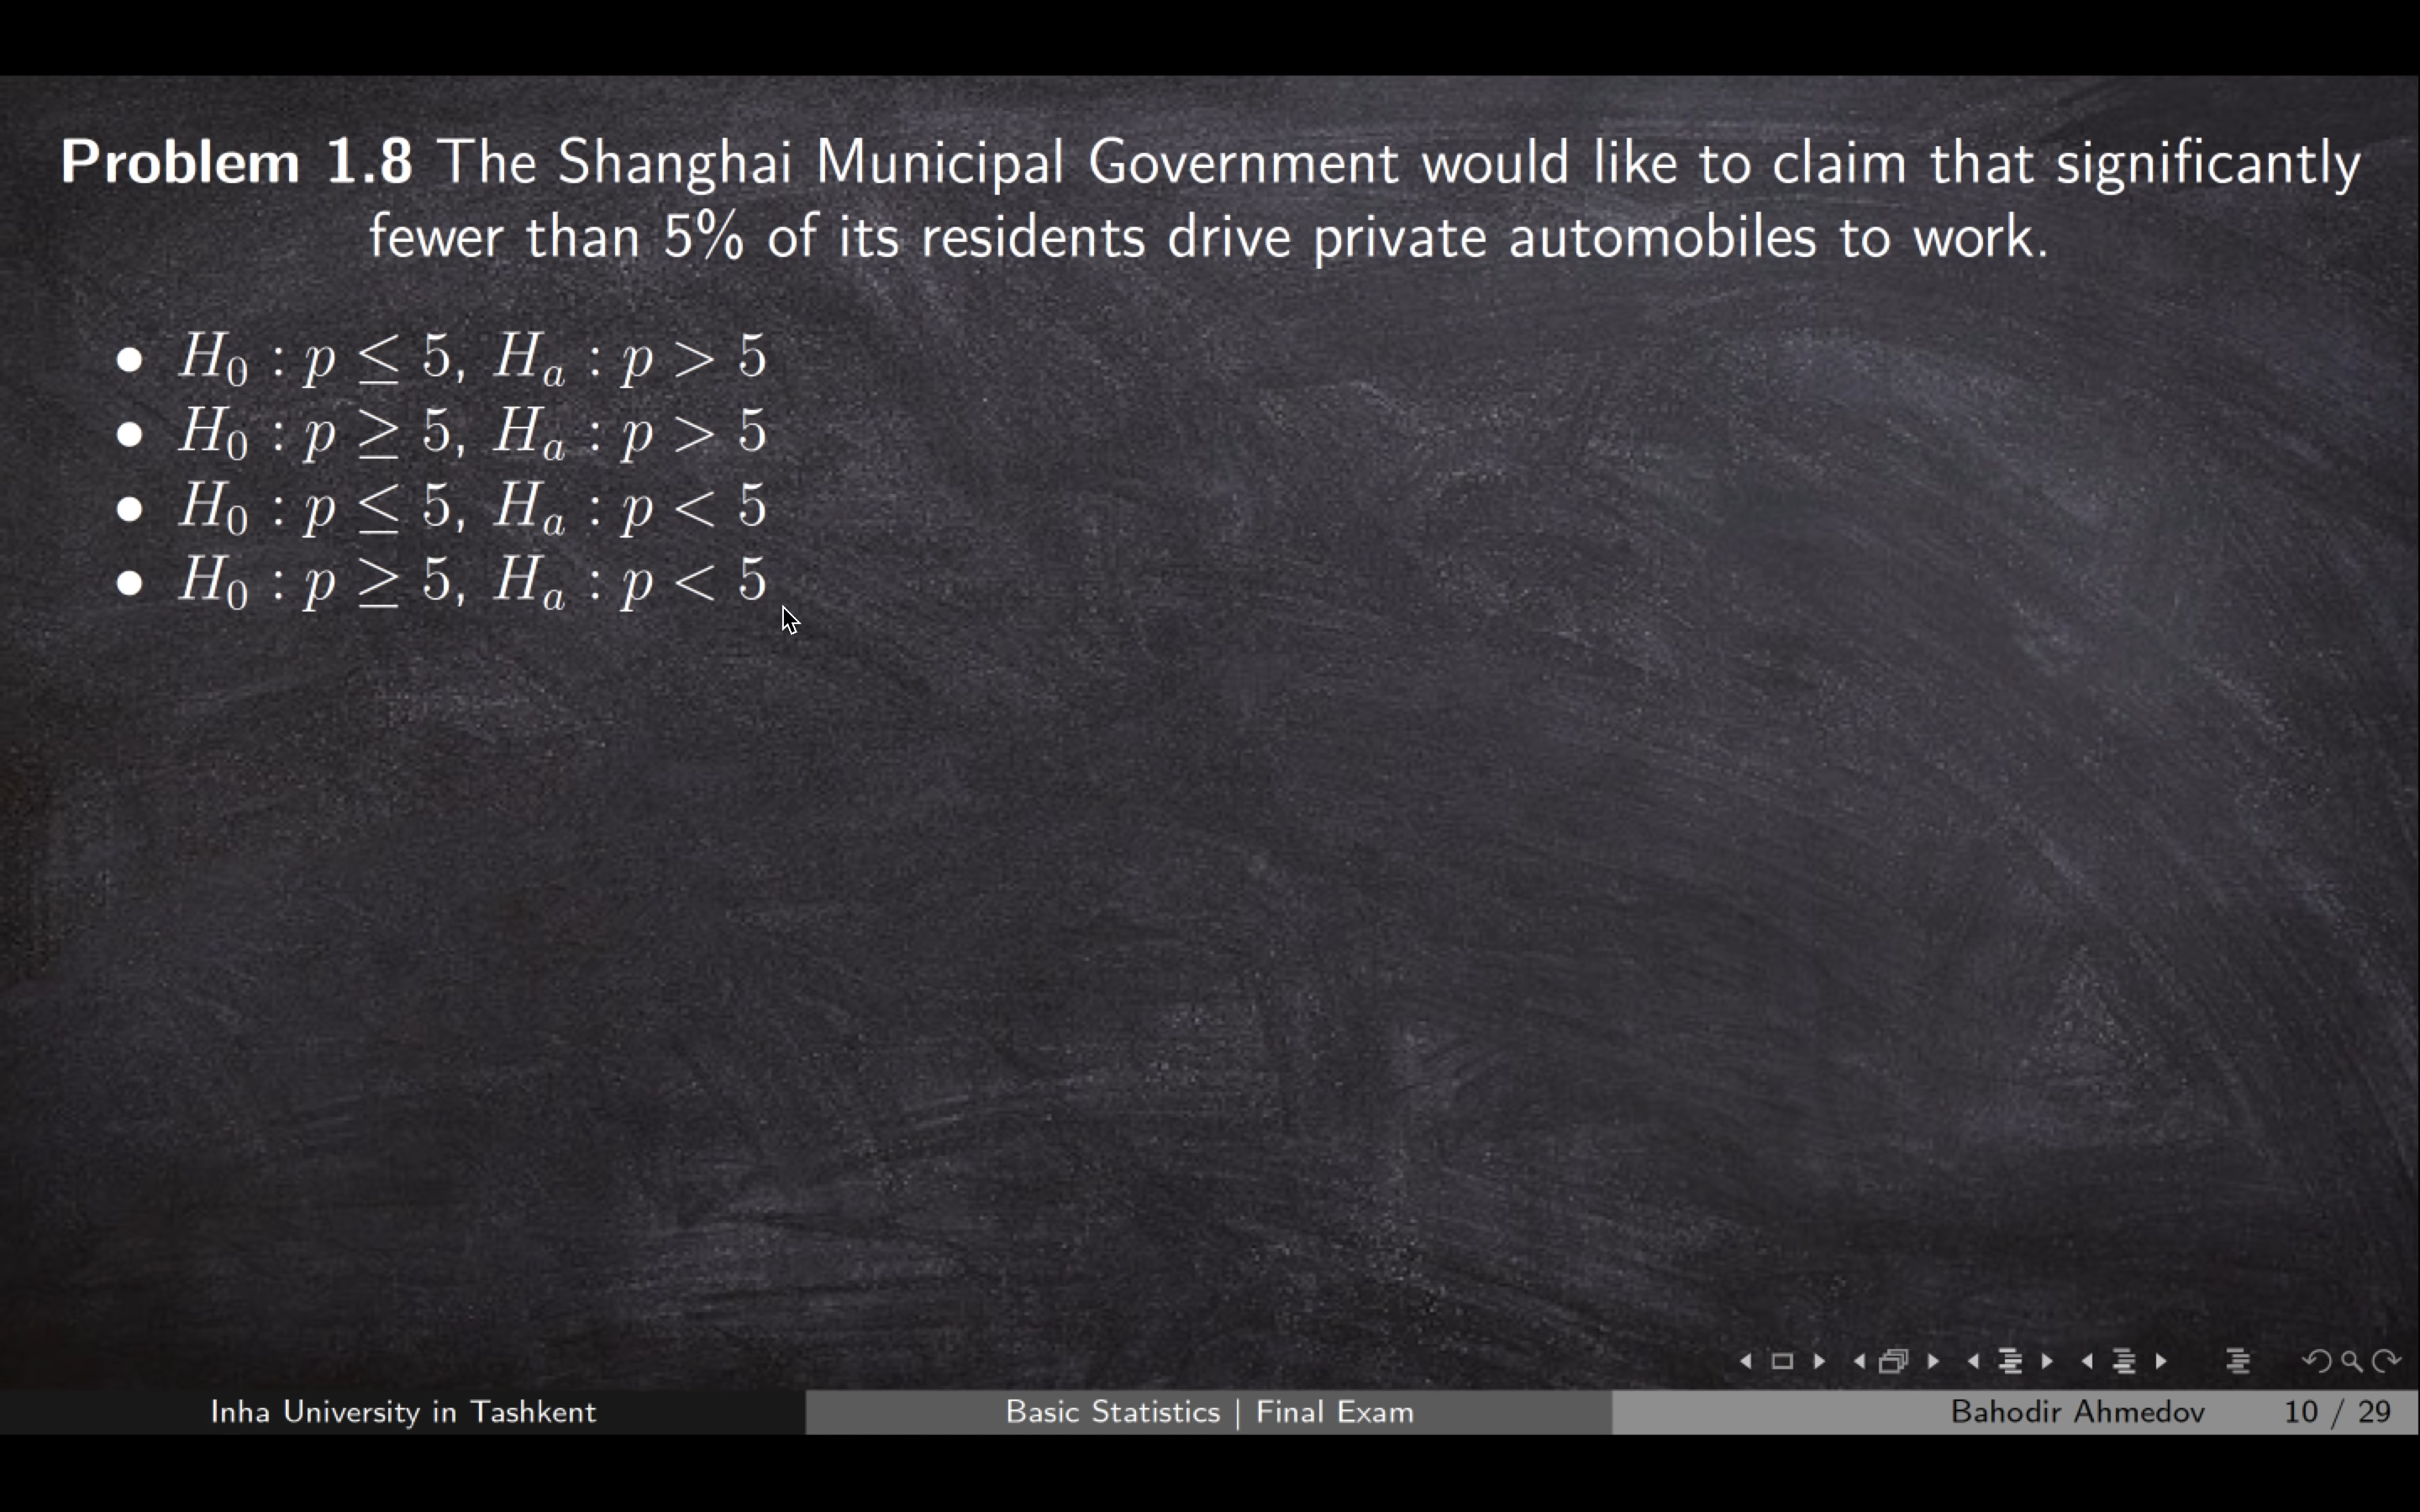 Problem 1.8 The Shanghai Municipal Government would like to claim that significantly
fewer than 5% of its residents drive private automobiles to work.
• H₀ : p ≤ 5, Hₐ : p > 5
• H₀ : p ≥ 5, Hₐ : p > 5
• H₀ : p ≤ 5, Hₐ : p < 5
• H₀ : p ≥ 5, Hₐ : p < 5
Inha University in Tashkent
Basic Statistics | Final Exam
Bahodir Ahmedov 10 / 29